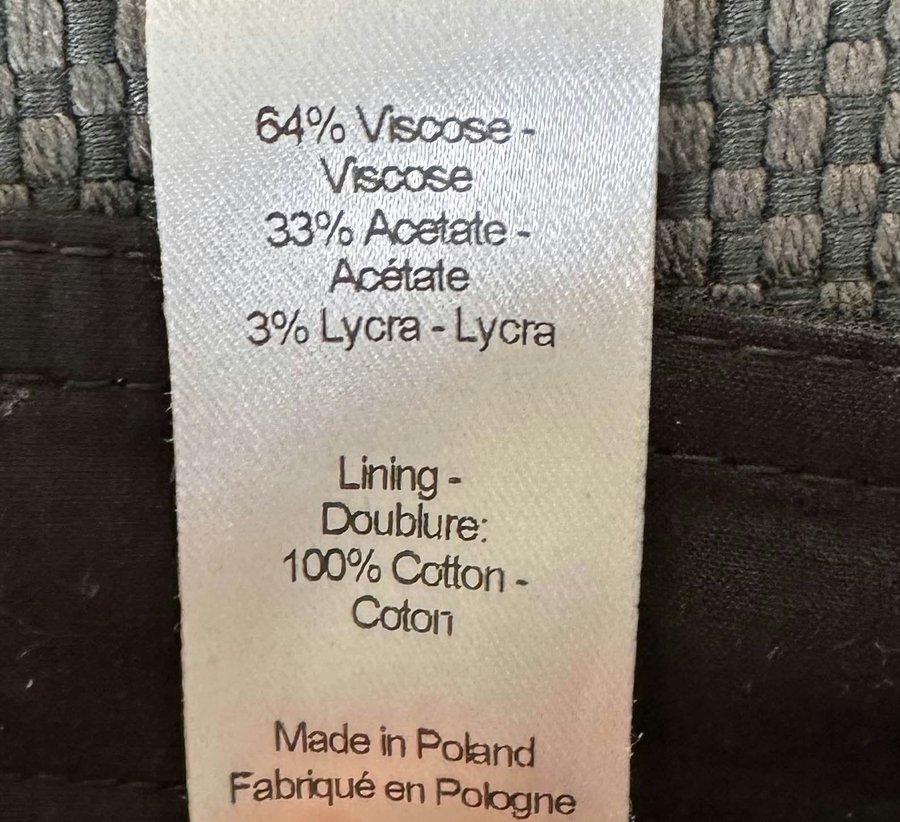 64% Viscose -
Viscose
33% Acetate -
Acétate
3% Lycra - Lycra
Lining -
Doublure:
100% Cotton -
Coton
Made in Poland
Fabriqué en Pologne